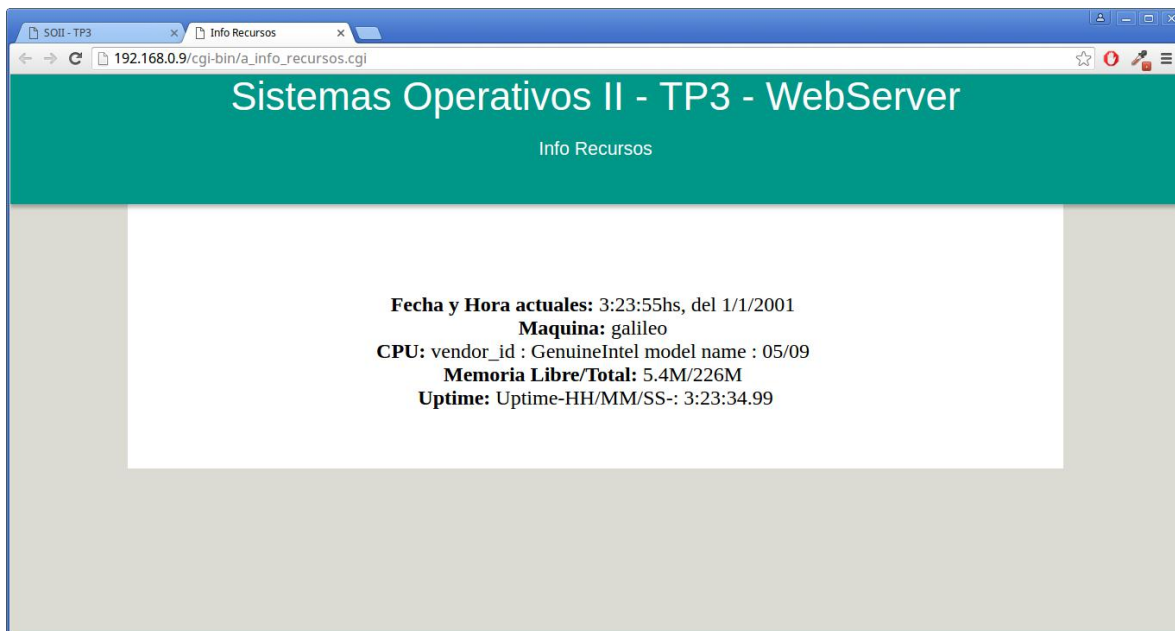 SOII - TP3
Info Recursos
192.168.0.9/cgi-bin/a_info_recursos.cgi
Sistemas Operativos II - TP3 - WebServer
Info Recursos
Fecha y Hora actuales: 3:23:55hs, del 1/1/2001
Maquina: galileo
CPU: vendor_id : GenuineIntel model name : 05/09
Memoria Libre/Total: 5.4M/226M
Uptime: Uptime-HH/MM/SS-: 3:23:34.99